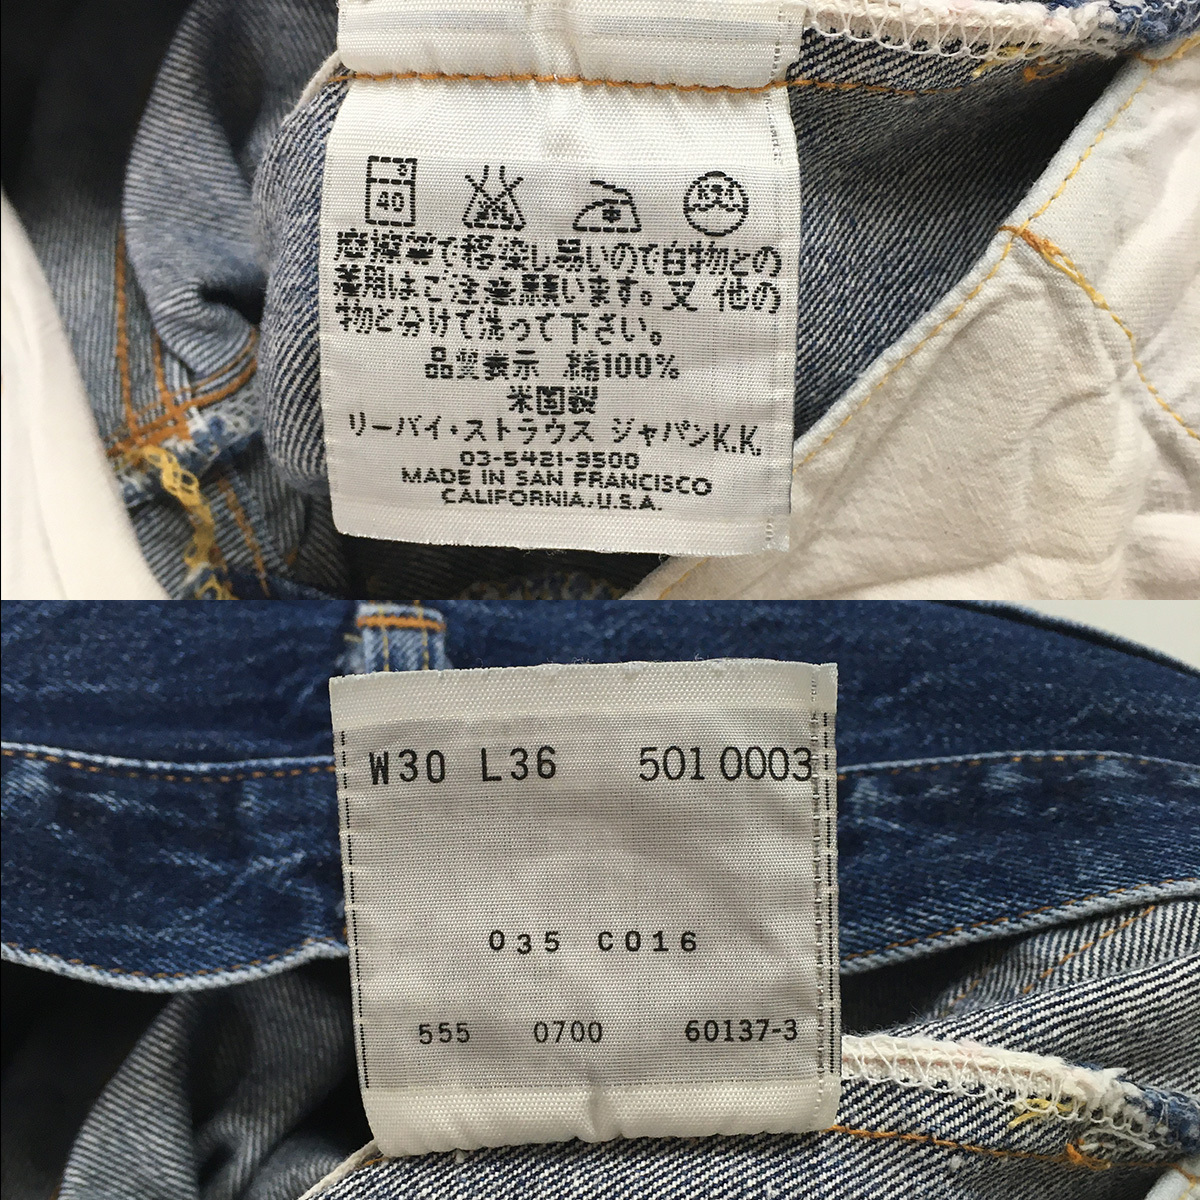 40
摩擦等で移染し易いので白物との
着用はご注意願います。又 他の
物と分けて洗って下さい。
品質表示 綿100%
米国製
リーバイ・ストラウス ジャパンK.K.
03-5421-9500
MADE IN SAN FRANCISCO
CALIFORNIA, U.S.A.
W30 L36 501 0003
035 C016
555 0700 60137-3